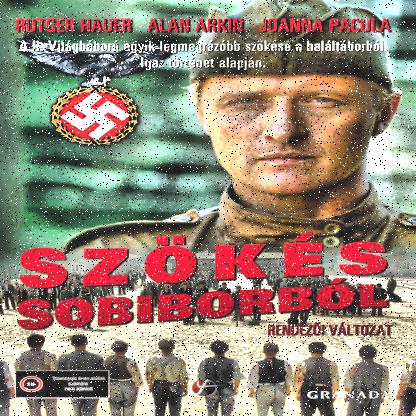 RUTGER HAUER ALAN ARKIN JOANNA PACULA
A II. Világháború egyik legmegrázóbb szökése a haláltáborból.
Igaz történet alapján.
SZÖKÉS
SOBIBORBÓL
RENDEZŐI VÁLTOZAT
GRANADA